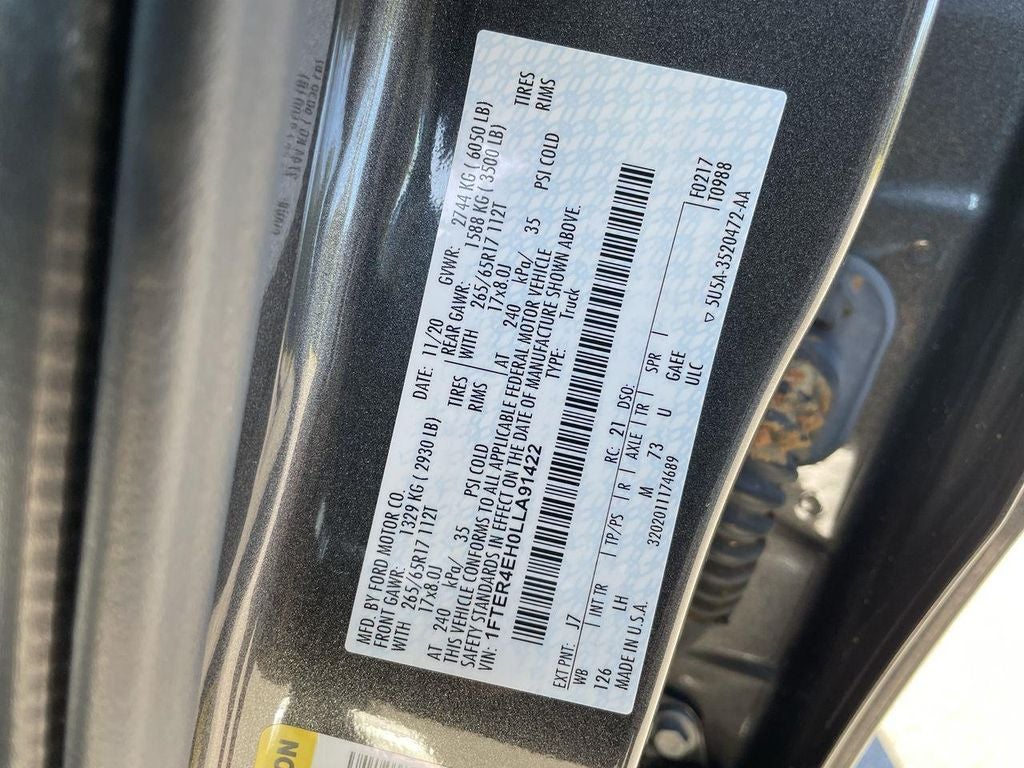 MFD. BY FORD MOTOR CO.
DATE: 11/20 GVWR: 2744 KG ( 6050 LB)
FRONT GAWR: 1329 KG ( 2930 LB) REAR GAWR: 1588 KG ( 3500 LB)
WITH 265/65R17 112T TIRES WITH 265/65R17 112T TIRES
17x8.0J RIMS 17x8.0J RIMS
AT 240 kPa/ 35 PSI COLD AT 240 kPa/ 35 PSI COLD
THIS VEHICLE CONFORMS TO ALL APPLICABLE FEDERAL MOTOR VEHICLE
SAFETY STANDARDS IN EFFECT ON THE DATE OF MANUFACTURE SHOWN ABOVE.
VIN: 1FTER4EH0LLA91422 TYPE: Truck
EXT PNT: J7 RC: 21 DSO: F0217
WB INT TR TP/PS R AXLE TR SPR T0988
126 LH M 73 U GAEE
MADE IN U.S.A. 320201174689 ULC ▽ 5U5A-3520472-AA